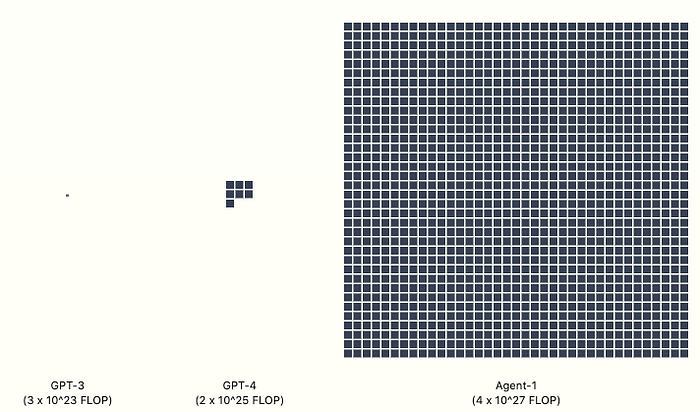 GPT-3
(3 x 10^23 FLOP)
GPT-4
(2 x 10^25 FLOP)
Agent-1
(4 x 10^27 FLOP)